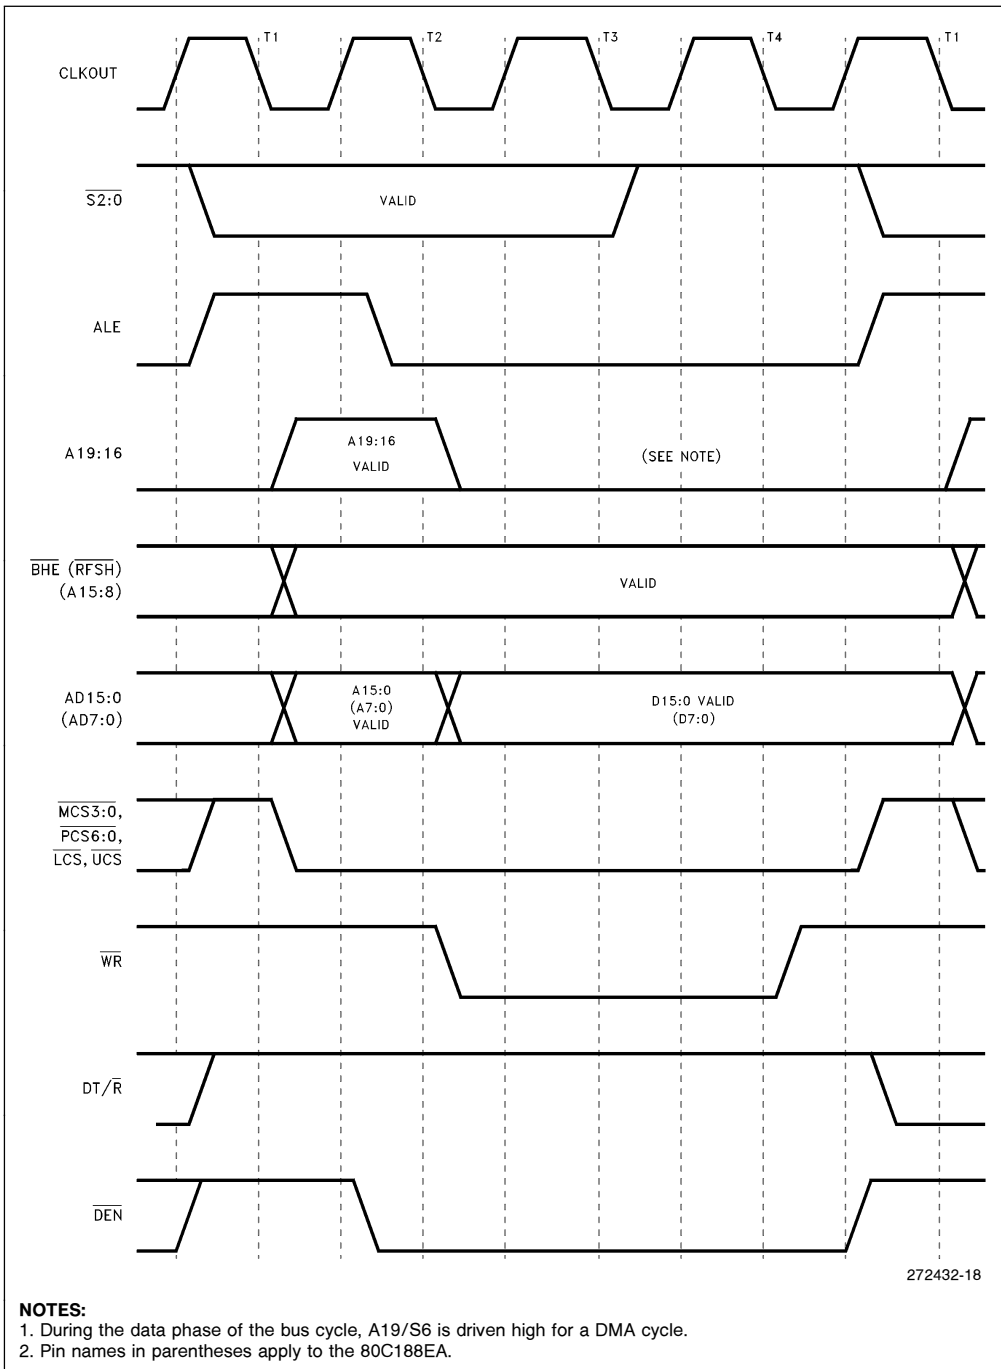 T1 T2 T3 T4 T1
CLKOUT
S2:0
VALID
ALE
A19:16
A19:16
VALID
(SEE NOTE)
BHE (RFSH)
(A15:8)
VALID
AD15:0
(AD7:0)
A15:0
(A7:0)
VALID
D15:0 VALID
(D7:0)
MCS3:0,
PCS6:0,
LCS, UCS
WR
DT/R
DEN
272432-18
NOTES:
1. During the data phase of the bus cycle, A19/S6 is driven high for a DMA cycle.
2. Pin names in parentheses apply to the 80C188EA.